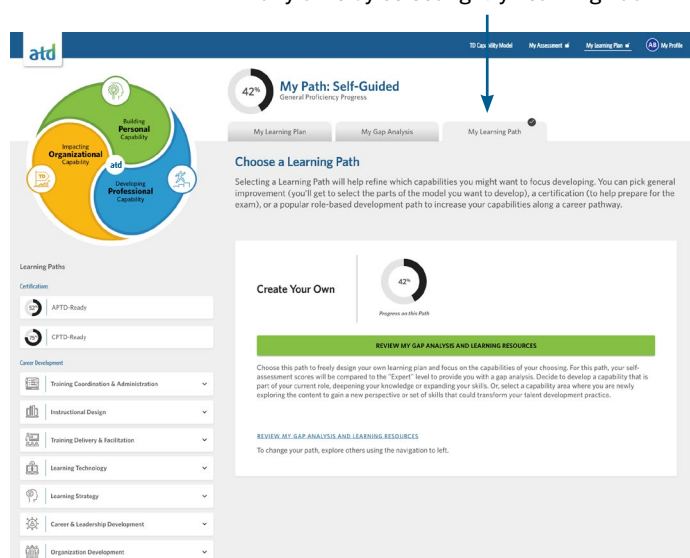 atd
TD Capability Model
My Assessment
My Learning Plan
AB
My Profile
Building
Personal
Capability
Impacting
Organizational
Capability
atd
TD
Developing
Professional
Capability
42%
My Path: Self-Guided
General Proficiency Progress
My Learning Plan
My Gap Analysis
My Learning Path
Choose a Learning Path
Selecting a Learning Path will help refine which capabilities you might want to focus developing. You can pick general
improvement (you'll get to select the parts of the model you want to develop), a certification (to help prepare for the
exam), or a popular role-based development path to increase your capabilities along a career pathway.
Learning Paths
Certifications
52%
APTD-Ready
75%
CPTD-Ready
Career Development
Training Coordination & Administration
Instructional Design
Training Delivery & Facilitation
Learning Technology
Learning Strategy
Career & Leadership Development
Organization Development
Create Your Own
42%
Progress on this Path
REVIEW MY GAP ANALYSIS AND LEARNING RESOURCES
Choose this path to freely design your own learning plan and focus on the capabilities of your choosing. For this path, your self-
assessment scores will be compared to the "Expert" level to provide you with a gap analysis. Decide to develop a capability that is
part of your current role, deepening your knowledge or expanding your skills. Or, select a capability area where you are newly
exploring the content to gain a new perspective or set of skills that could transform your talent development practice.
REVIEW MY GAP ANALYSIS AND LEARNING RESOURCES
To change your path, explore others using the navigation to left.